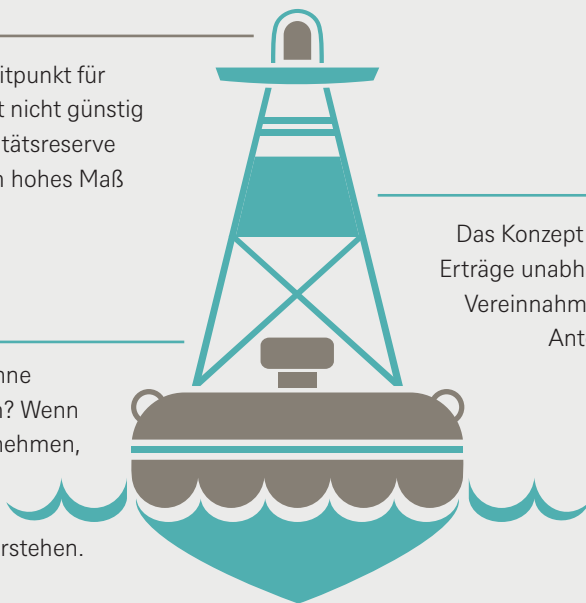 itpunkt für
t nicht günstig
tätsreserve
n hohes Maß
Das Konzept
Erträge unabh
Vereinnahm
Ant
nne
n? Wenn
nehmen,
rstehen.